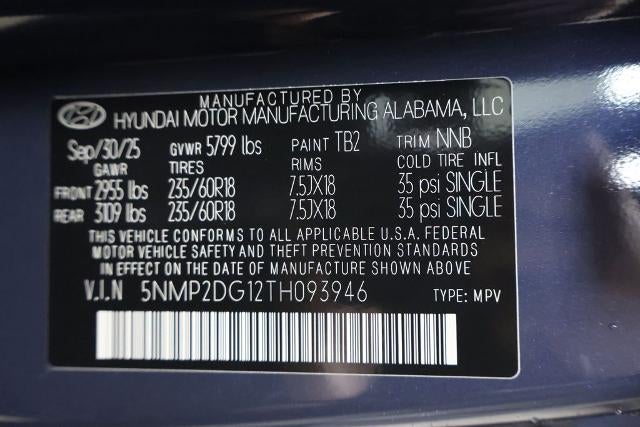 MANUFACTURED BY
HYUNDAI MOTOR MANUFACTURING ALABAMA, LLC
Sep/30/25 GVWR 5799 lbs PAINT TB2 TRIM NNB
GAWR TIRES RIMS COLD TIRE INFL
FRONT 2955 lbs 235/60R18 7.5JX18 35 psi SINGLE
REAR 3109 lbs 235/60R18 7.5JX18 35 psi SINGLE
THIS VEHICLE CONFORMS TO ALL APPLICABLE U.S.A. FEDERAL
MOTOR VEHICLE SAFETY AND THEFT PREVENTION STANDARDS
IN EFFECT ON THE DATE OF MANUFACTURE SHOWN ABOVE
V.I.N 5NMP2DG12TH093946 TYPE: MPV